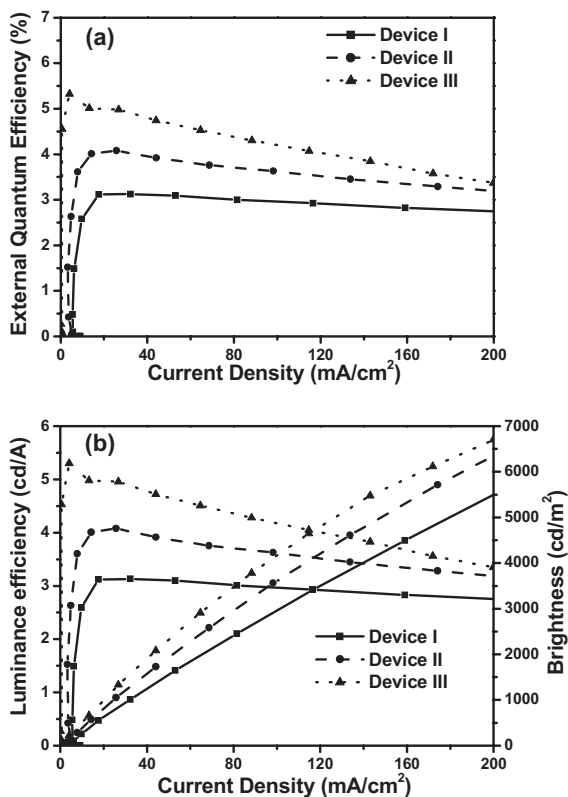 (a)
Device I
Device II
Device III
External Quantum Efficiency (%)
7
6
5
4
3
2
1
0
0 40 80 120 160 200
Current Density (mA/cm²)
(b)
Luminance efficiency (cd/A)
6
5
4
3
2
1
0
Device I
Device II
Device III
7000
6000
5000
4000
3000
2000
1000
0
Brightness (cd/m²)
0 40 80 120 160 200
Current Density (mA/cm²)